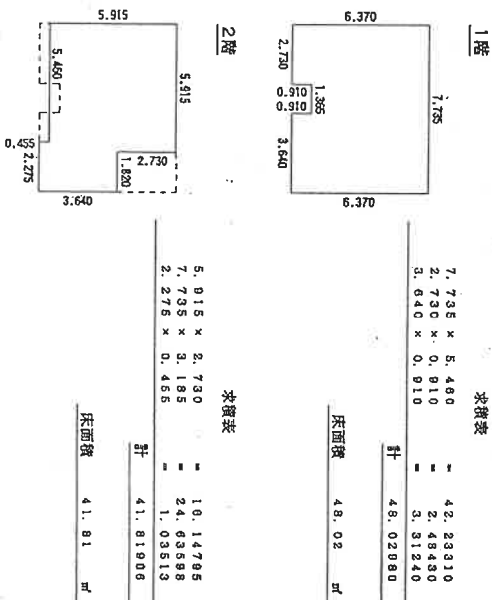 1階
6.370
2.730
0.910
0.910
1.365
3.640
7.735
6.370
求積表
7.735 × 5.460 = 42.23310
2.730 × 0.910 = 2.48430
3.640 × 0.910 = 3.31240
計 48.02980
床面積 48.02 ㎡
2階
5.915
5.460
5.915
0.455
2.275
1.820
2.730
3.640
求積表
5.915 × 2.730 = 16.14795
7.735 × 3.185 = 24.63598
2.275 × 0.455 = 1.03513
計 41.81906
床面積 41.81 ㎡